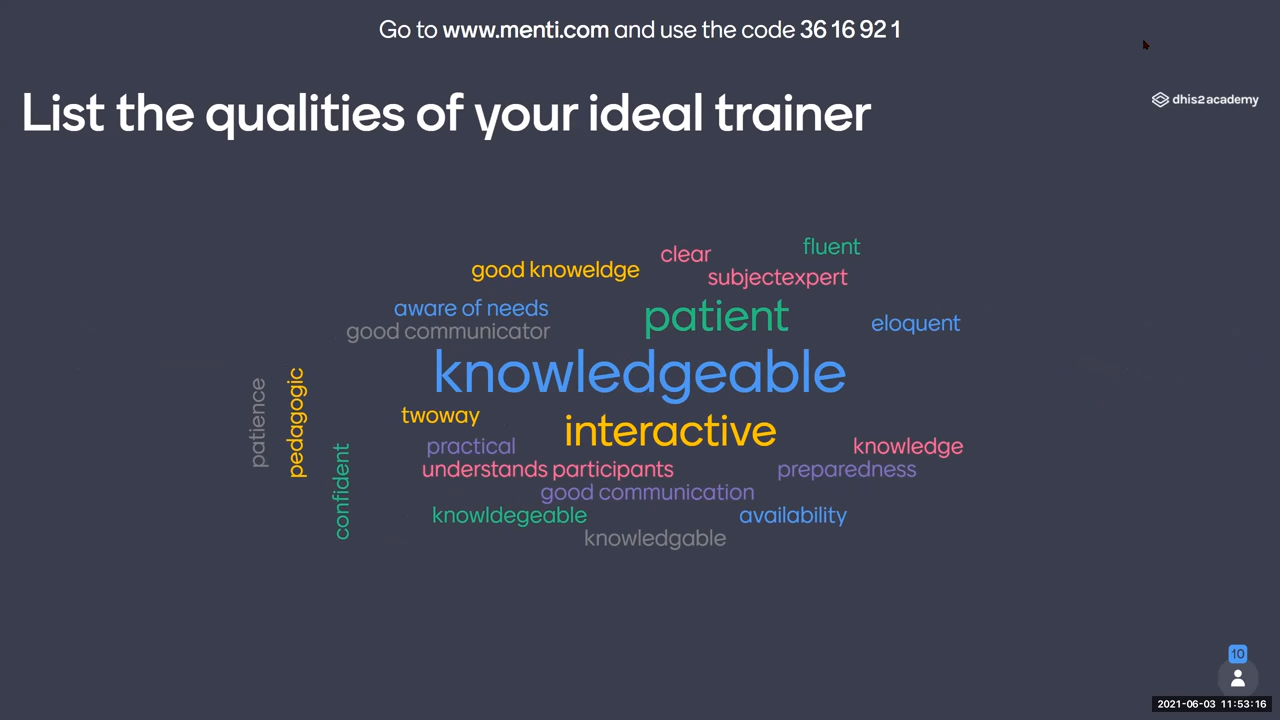 Go to www.menti.com and use the code 36 16 92 1
List the qualities of your ideal trainer
dhis2 academy
fluent
clear
good knoweldge
subjectexpert
aware of needs
patient
eloquent
good communicator
knowledgeable
patience
pedagogic
twoway
interactive
confident
practical
knowledge
understands participants
preparedness
good communication
knowldegeable
availability
knowledgable
10
2021-06-03 11:53:16